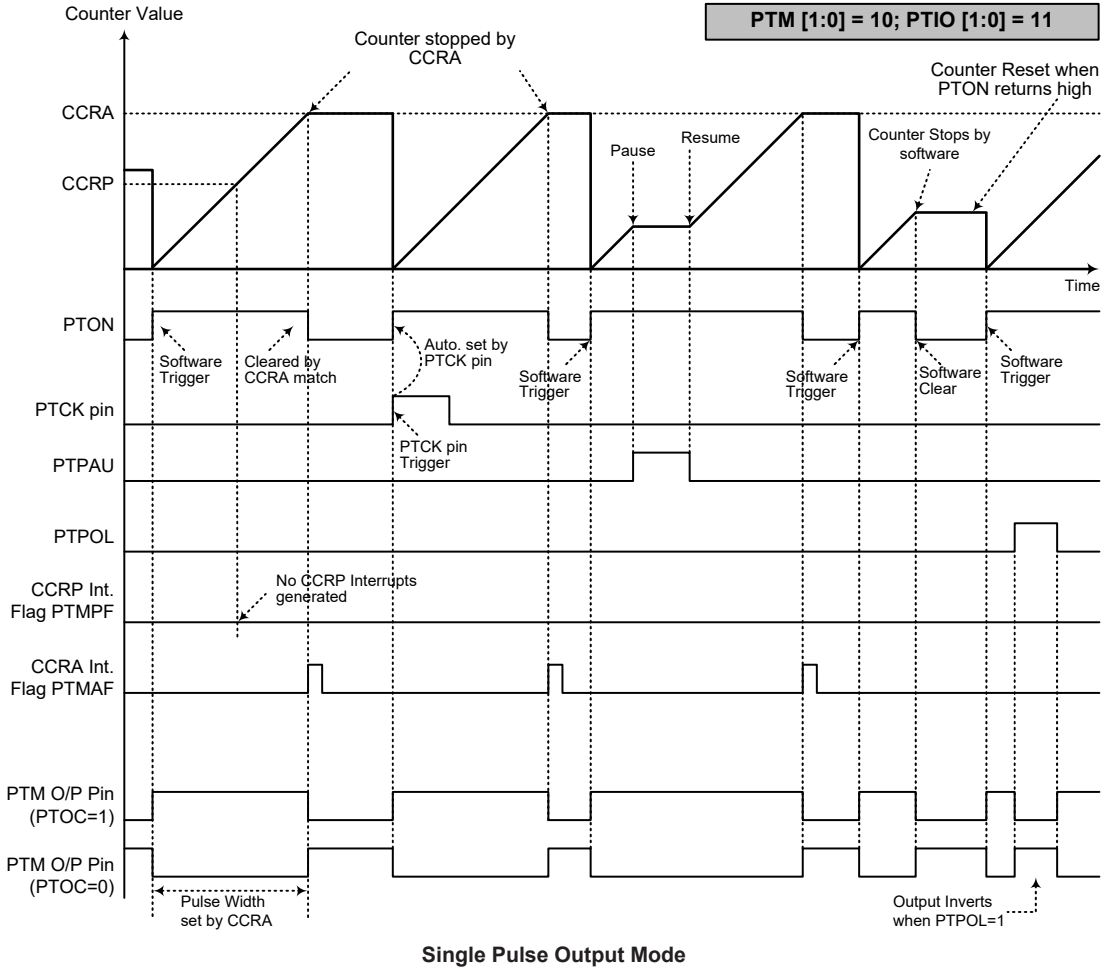 Counter Value
PTM [1:0] = 10; PTIO [1:0] = 11
Counter stopped by
CCRA
Counter Reset when
PTON returns high
CCRA
Pause
Resume
Counter Stops by
software
CCRP
Time
PTON
Software
Trigger
Cleared by
CCRA match
Auto. set by
PTCK pin
Software
Trigger
Software
Trigger
Software
Clear
Software
Trigger
PTCK pin
PTCK pin
Trigger
PTPAU
PTPOL
CCRP Int.
Flag PTMPF
No CCRP Interrupts
generated
CCRA Int.
Flag PTMAF
PTM O/P Pin
(PTOC=1)
PTM O/P Pin
(PTOC=0)
Pulse Width
set by CCRA
Output Inverts
when PTPOL=1
Single Pulse Output Mode